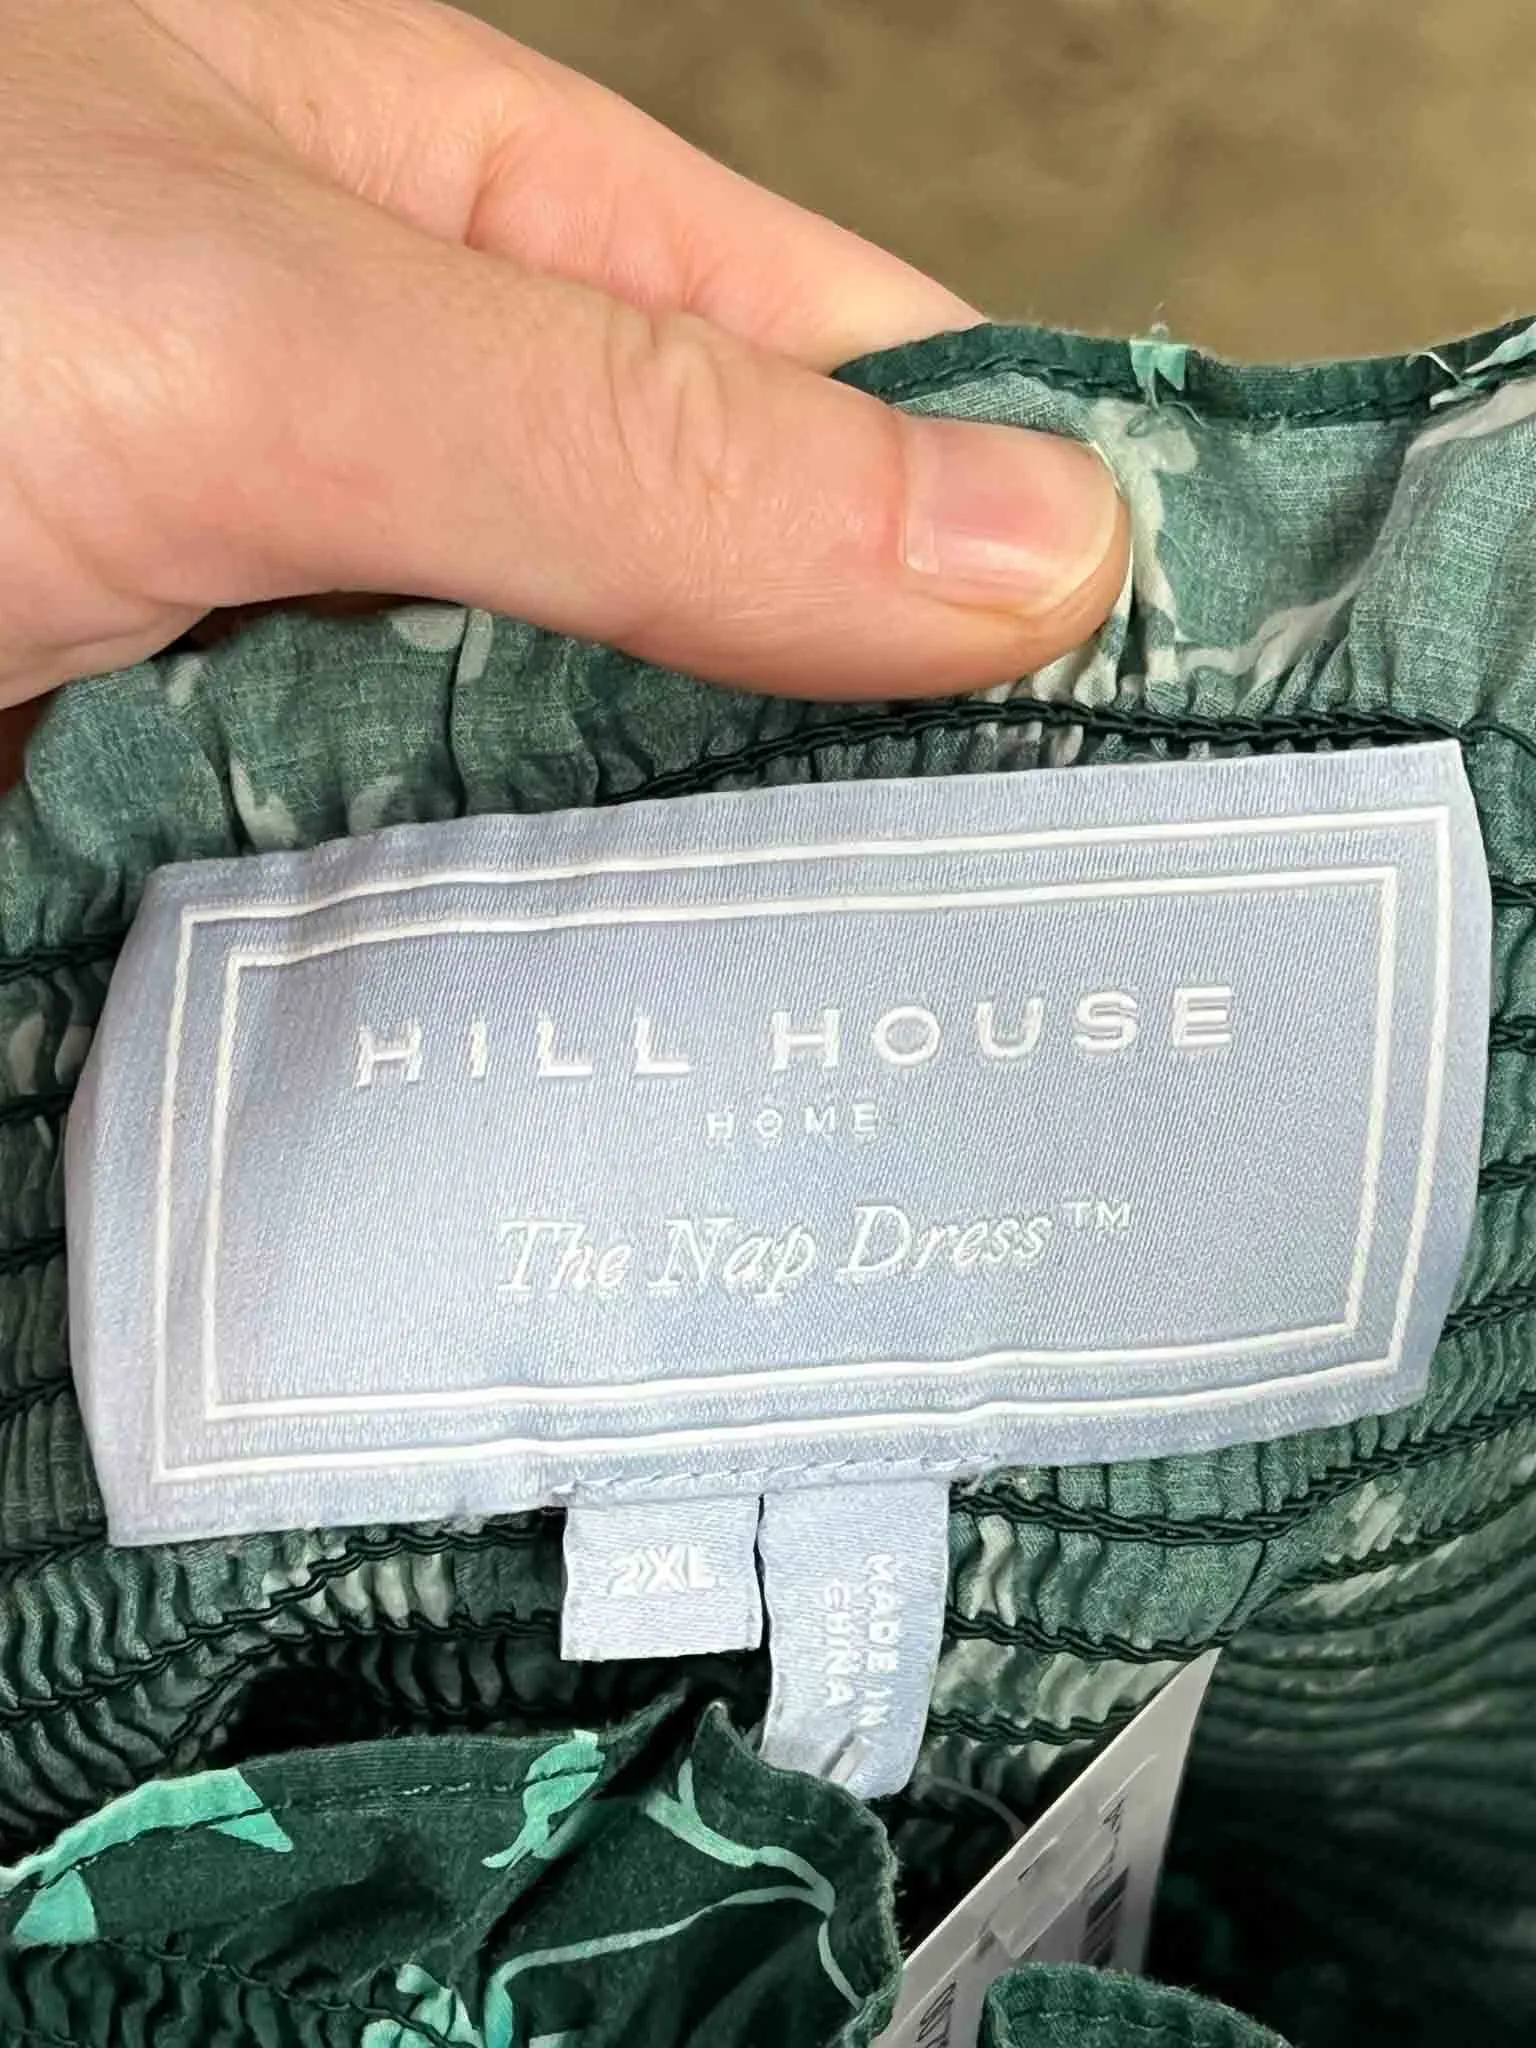 HILL HOUSE
HOME
The Nap Dress™
2XL
MADE IN
CHINA